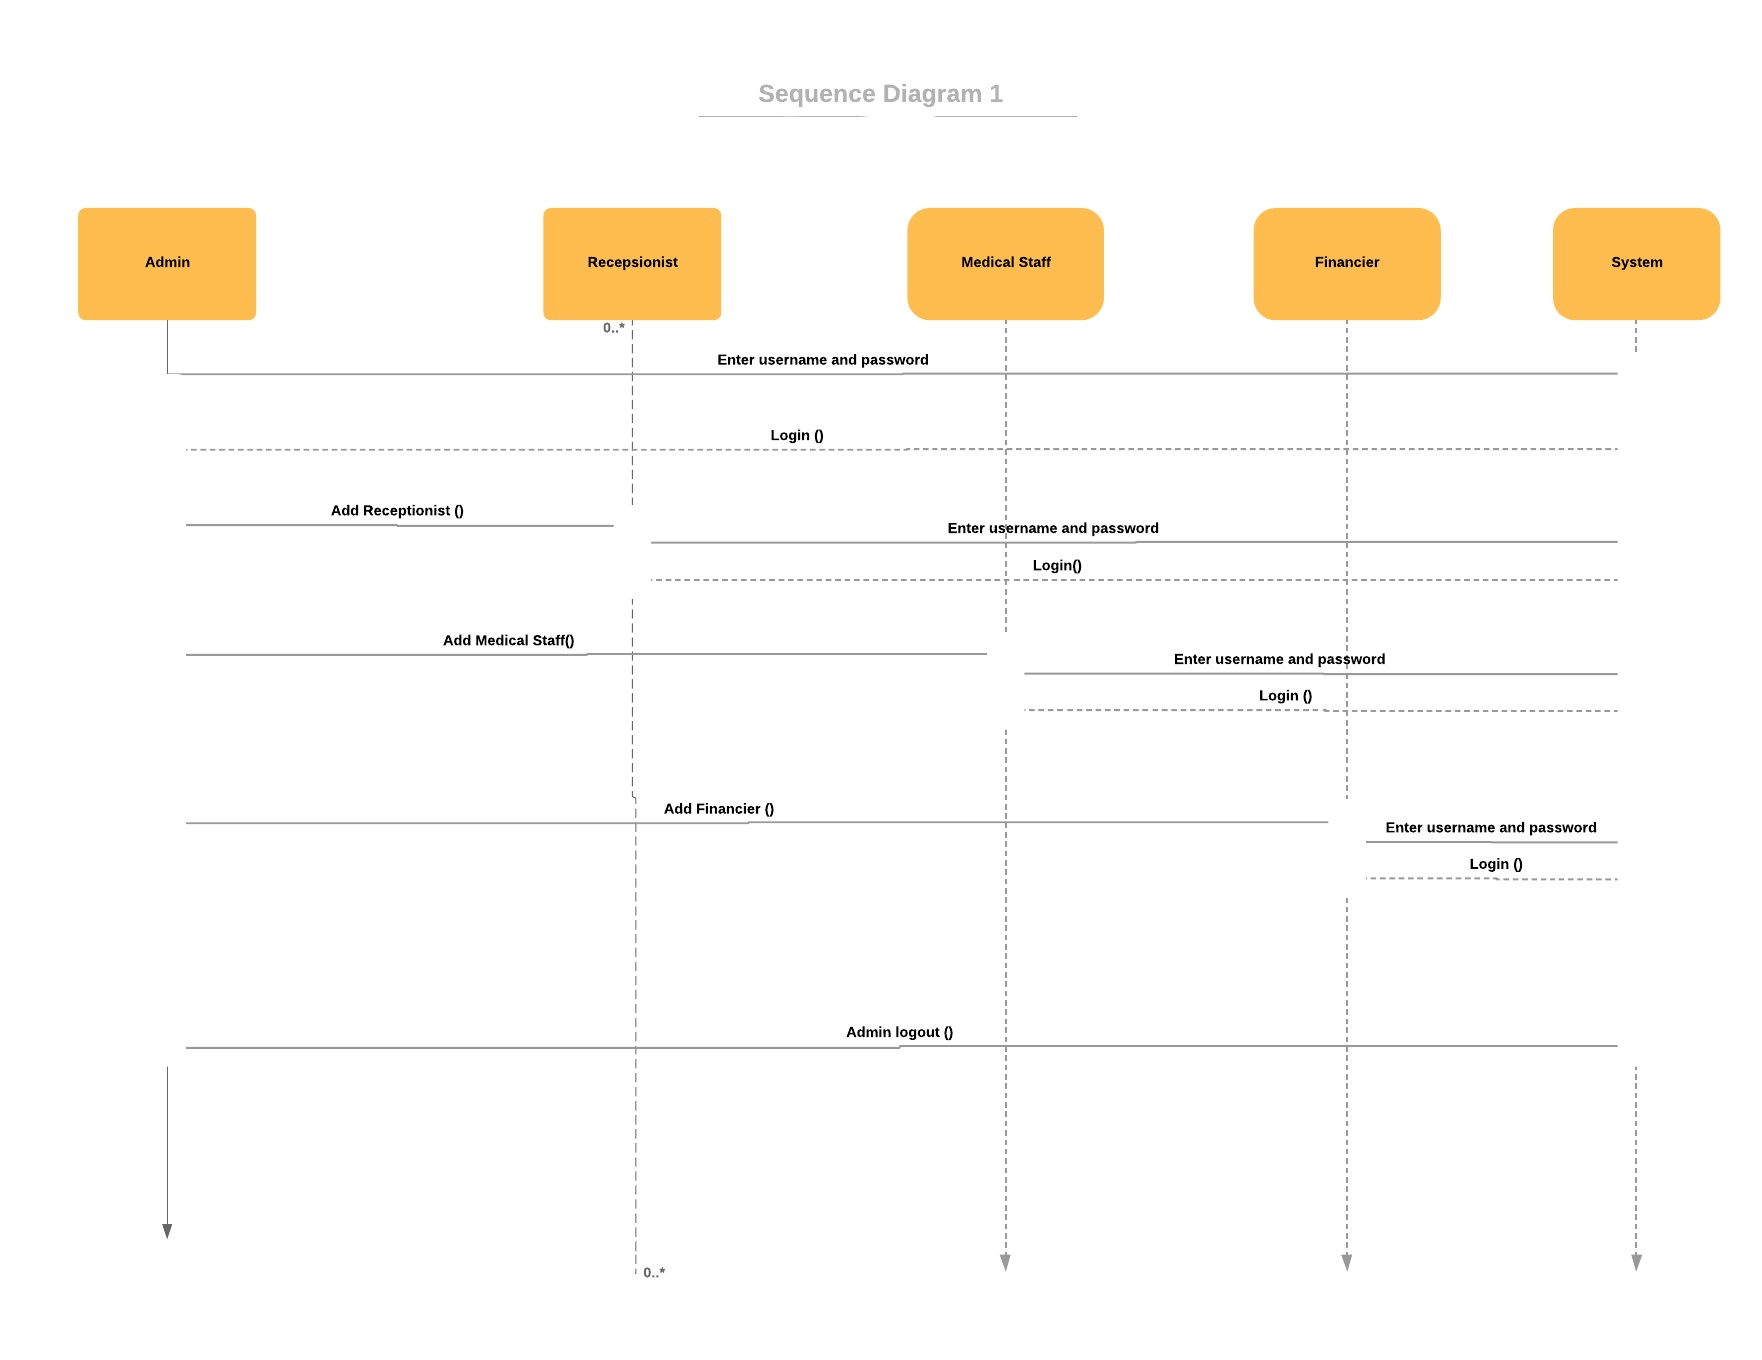 Sequence Diagram 1
Admin
Recepsionist
Medical Staff
Financier
System
0..*
Enter username and password
Login ()
Add Receptionist ()
Enter username and password
Login()
Add Medical Staff()
Enter username and password
Login ()
Add Financier ()
Enter username and password
Login ()
Admin logout ()
0..*